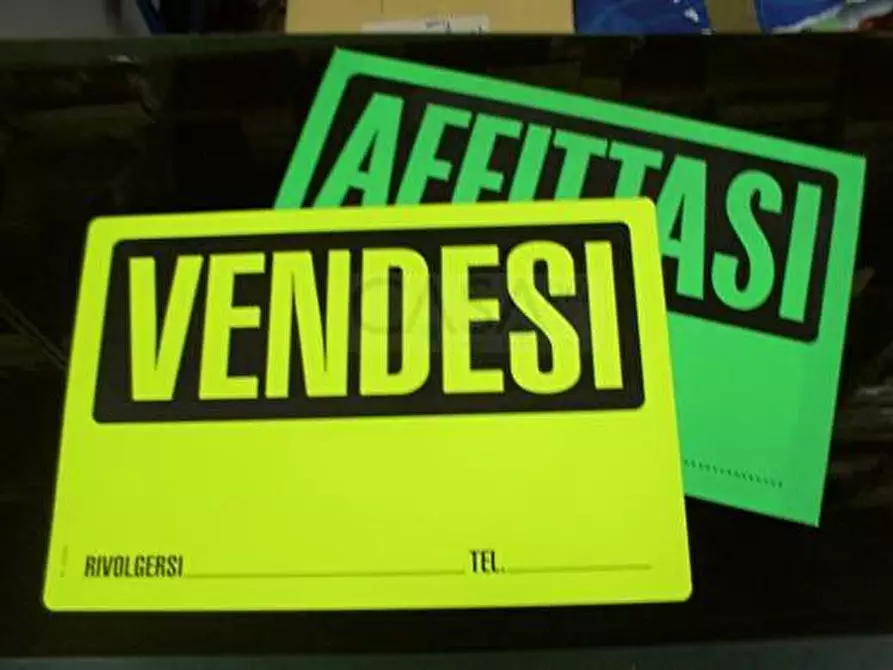 AFFITTASI
VENDESI
RIVOLGERSI
TEL.